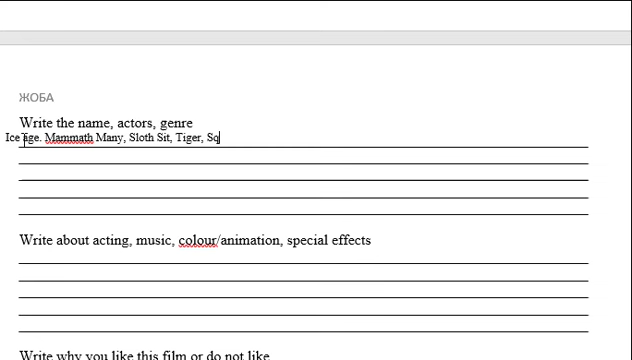 ЖОБА
Write the name, actors, genre
Ice age. Mammath Many, Sloth Sit, Tiger, Sq
Write about acting, music, colour/animation, special effects
Write why you like this film or do not like